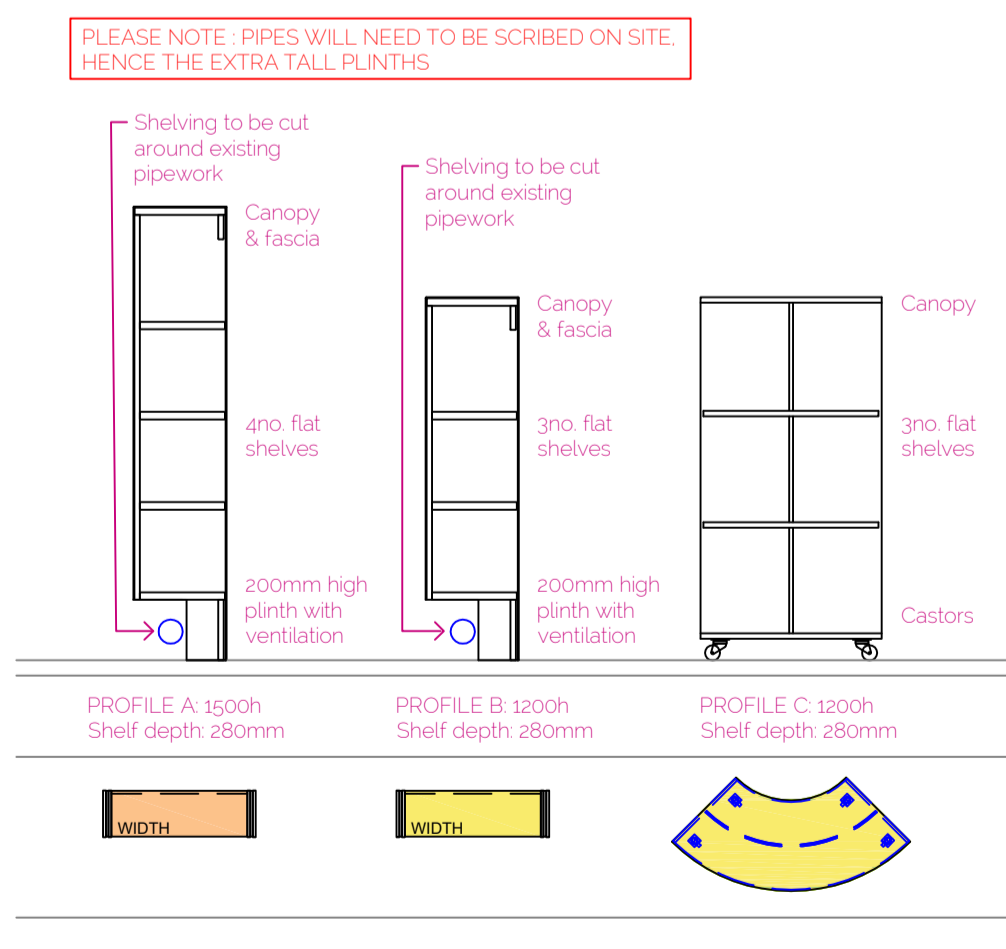 PLEASE NOTE : PIPES WILL NEED TO BE SCRIBED ON SITE,
HENCE THE EXTRA TALL PLINTHS
Shelving to be cut
around existing
pipework
Canopy
& fascia
4no. flat
shelves
200mm high
plinth with
ventilation
Shelving to be cut
around existing
pipework
Canopy
& fascia
3no. flat
shelves
200mm high
plinth with
ventilation
Canopy
3no. flat
shelves
Castors
PROFILE A: 1500h
Shelf depth: 280mm
PROFILE B: 1200h
Shelf depth: 280mm
PROFILE C: 1200h
Shelf depth: 280mm
WIDTH
WIDTH